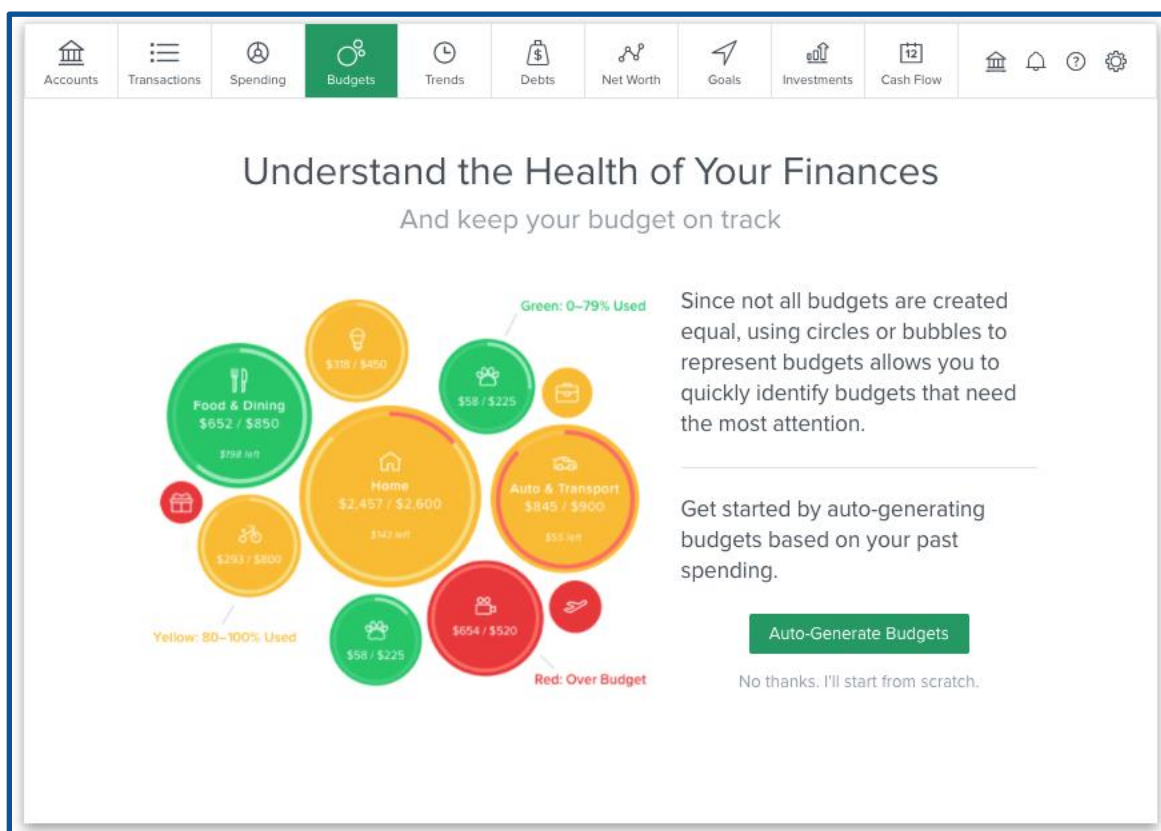 Accounts
Transactions
Spending
Budgets
Trends
Debts
Net Worth
Goals
Investments
12
Cash Flow
Understand the Health of Your Finances
And keep your budget on track
Green: 0–79% Used
$318 / $450
Food & Dining
$652 / $850
$198 left
$58 / $225
Home
$2,457 / $2,600
$143 left
Auto & Transport
$845 / $900
$55 left
$293 / $800
Yellow: 80–100% Used
$58 / $225
$654 / $520
Red: Over Budget
Since not all budgets are created
equal, using circles or bubbles to
represent budgets allows you to
quickly identify budgets that need
the most attention.
Get started by auto-generating
budgets based on your past
spending.
Auto-Generate Budgets
No thanks. I'll start from scratch.